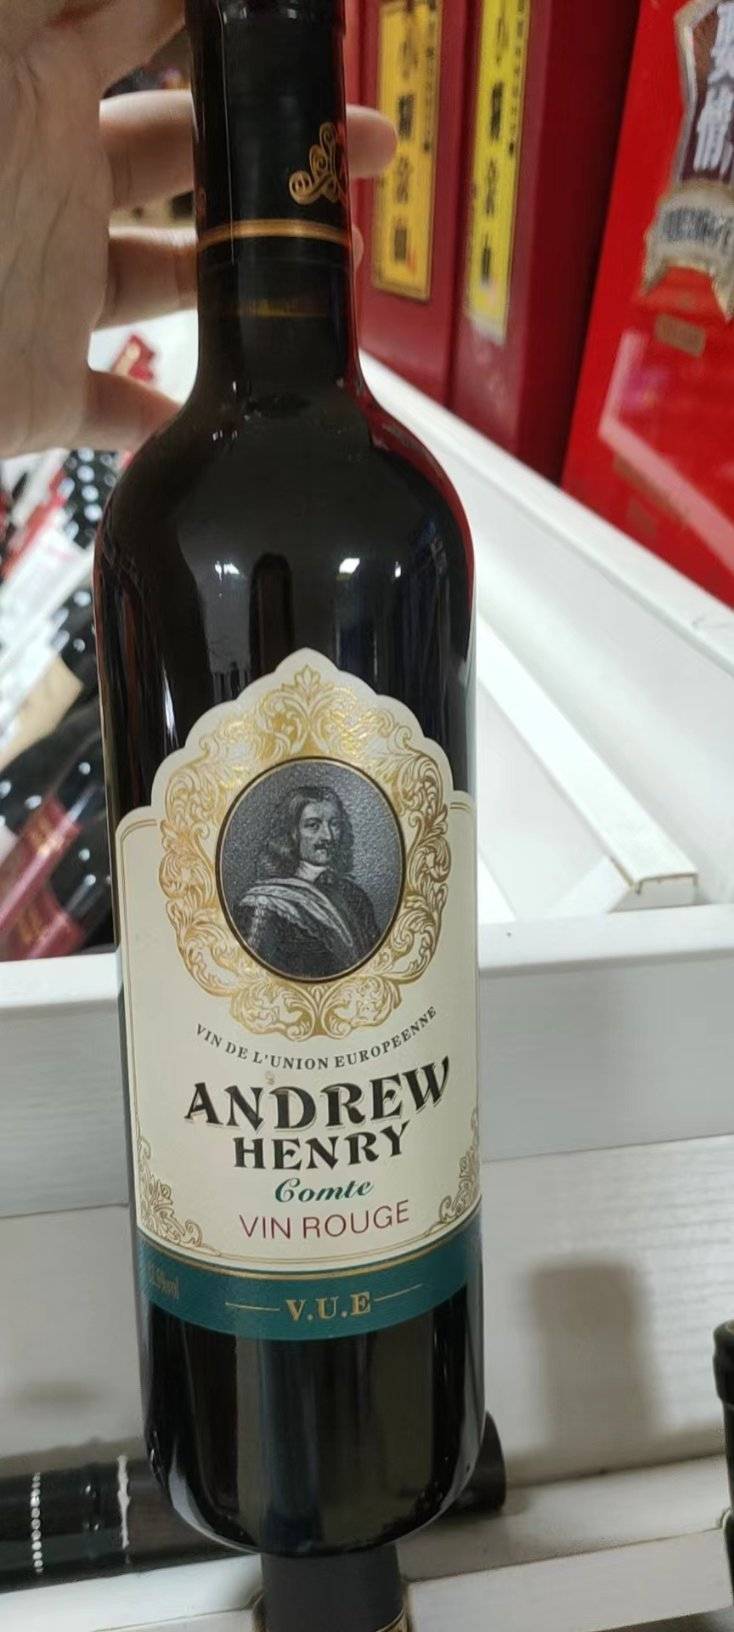 VIN DE L'UNION EUROPEENNE
ANDREW
HENRY
Comte
VIN ROUGE
V.U.E